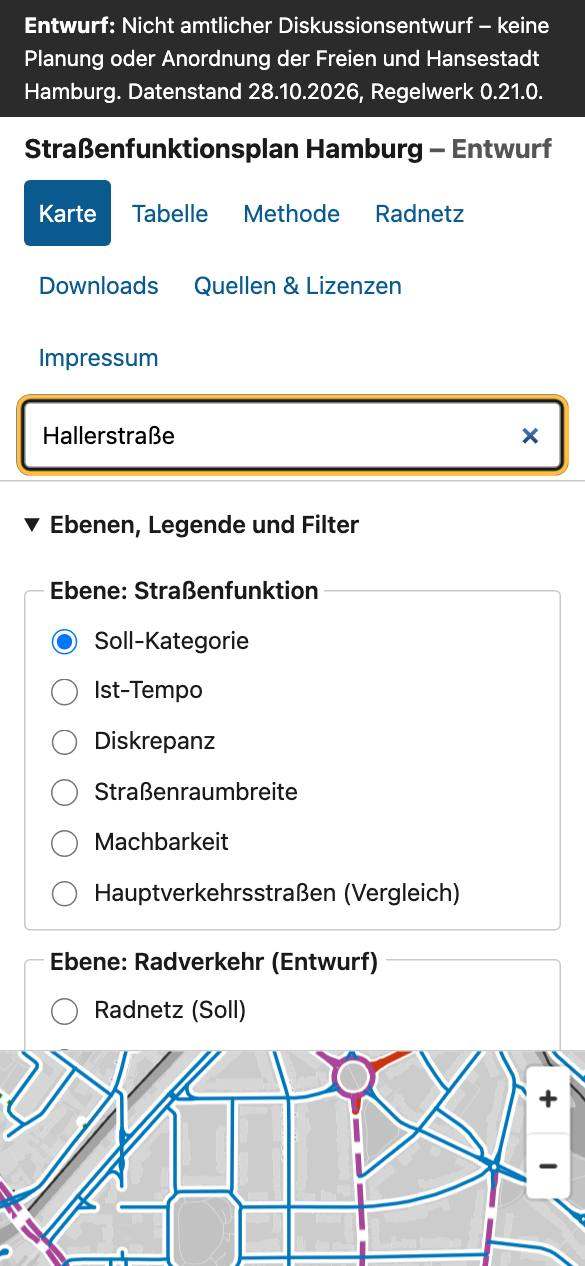 Entwurf: Nicht amtlicher Diskussionsentwurf – keine
Planung oder Anordnung der Freien und Hansestadt
Hamburg. Datenstand 28.10.2026, Regelwerk 0.21.0.
Straßenfunktionsplan Hamburg – Entwurf
Karte Tabelle Methode Radnetz
Downloads Quellen & Lizenzen
Impressum
Hallerstraße ×
▼ Ebenen, Legende und Filter
Ebene: Straßenfunktion
Soll-Kategorie
Ist-Tempo
Diskrepanz
Straßenraumbreite
Machbarkeit
Hauptverkehrsstraßen (Vergleich)
Ebene: Radverkehr (Entwurf)
Radnetz (Soll)
+
−